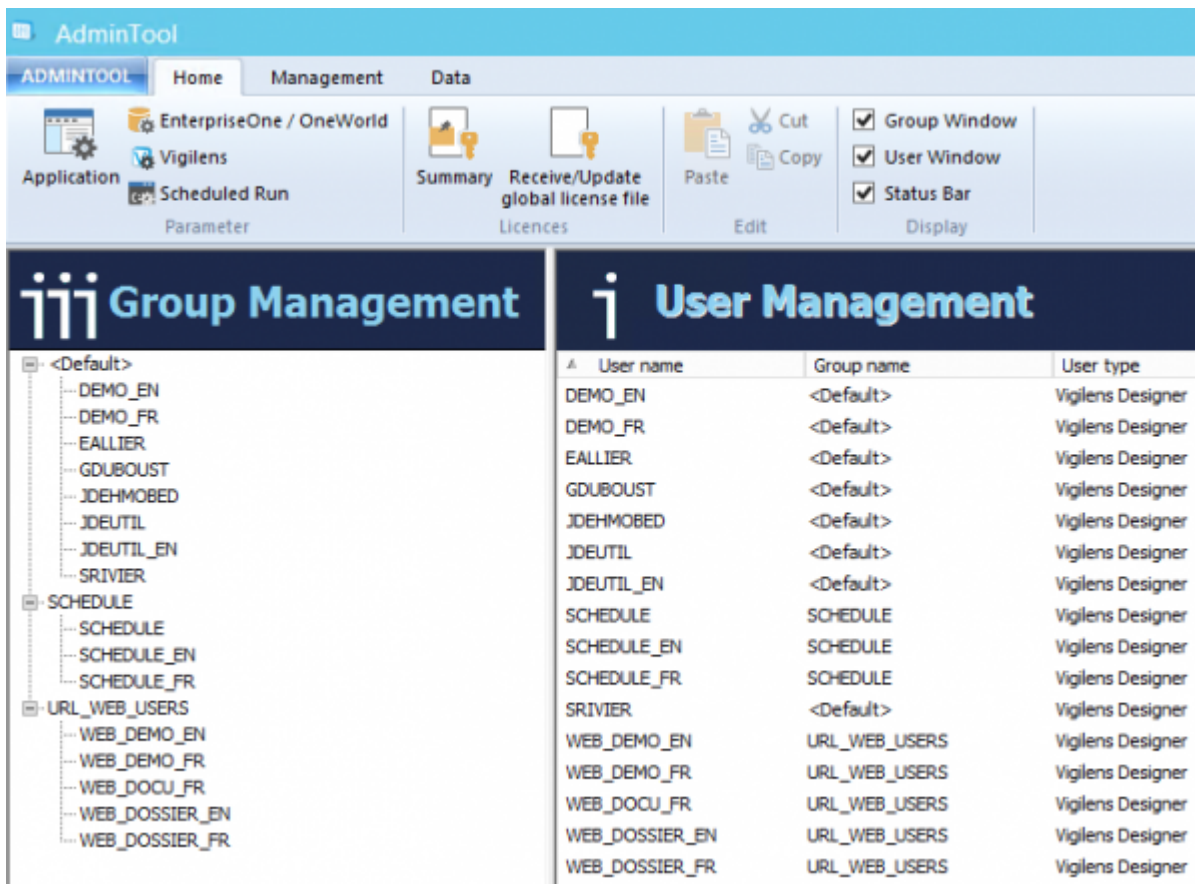 AdminTool
ADMINTOOL Home Management Data
Application
EnterpriseOne / OneWorld
Vigilens
Scheduled Run
Parameter
Summary
Receive/Update
global license file
Licences
Paste
Cut
Copy
Edit
Group Window
User Window
Status Bar
Display
Group Management
<Default>
DEMO_EN
DEMO_FR
EALLIER
GDUBOUST
JDEHMOBED
JDEUTIL
JDEUTIL_EN
SRIVIER
SCHEDULE
SCHEDULE
SCHEDULE_EN
SCHEDULE_FR
URL_WEB_USERS
WEB_DEMO_EN
WEB_DEMO_FR
WEB_DOCU_FR
WEB_DOSSIER_EN
WEB_DOSSIER_FR
User Management
User name Group name User type
DEMO_EN <Default> Vigilens Designer
DEMO_FR <Default> Vigilens Designer
EALLIER <Default> Vigilens Designer
GDUBOUST <Default> Vigilens Designer
JDEHMOBED <Default> Vigilens Designer
JDEUTIL <Default> Vigilens Designer
JDEUTIL_EN <Default> Vigilens Designer
SCHEDULE SCHEDULE Vigilens Designer
SCHEDULE_EN SCHEDULE Vigilens Designer
SCHEDULE_FR SCHEDULE Vigilens Designer
SRIVIER <Default> Vigilens Designer
WEB_DEMO_EN URL_WEB_USERS Vigilens Designer
WEB_DEMO_FR URL_WEB_USERS Vigilens Designer
WEB_DOCU_FR URL_WEB_USERS Vigilens Designer
WEB_DOSSIER_EN URL_WEB_USERS Vigilens Designer
WEB_DOSSIER_FR URL_WEB_USERS Vigilens Designer